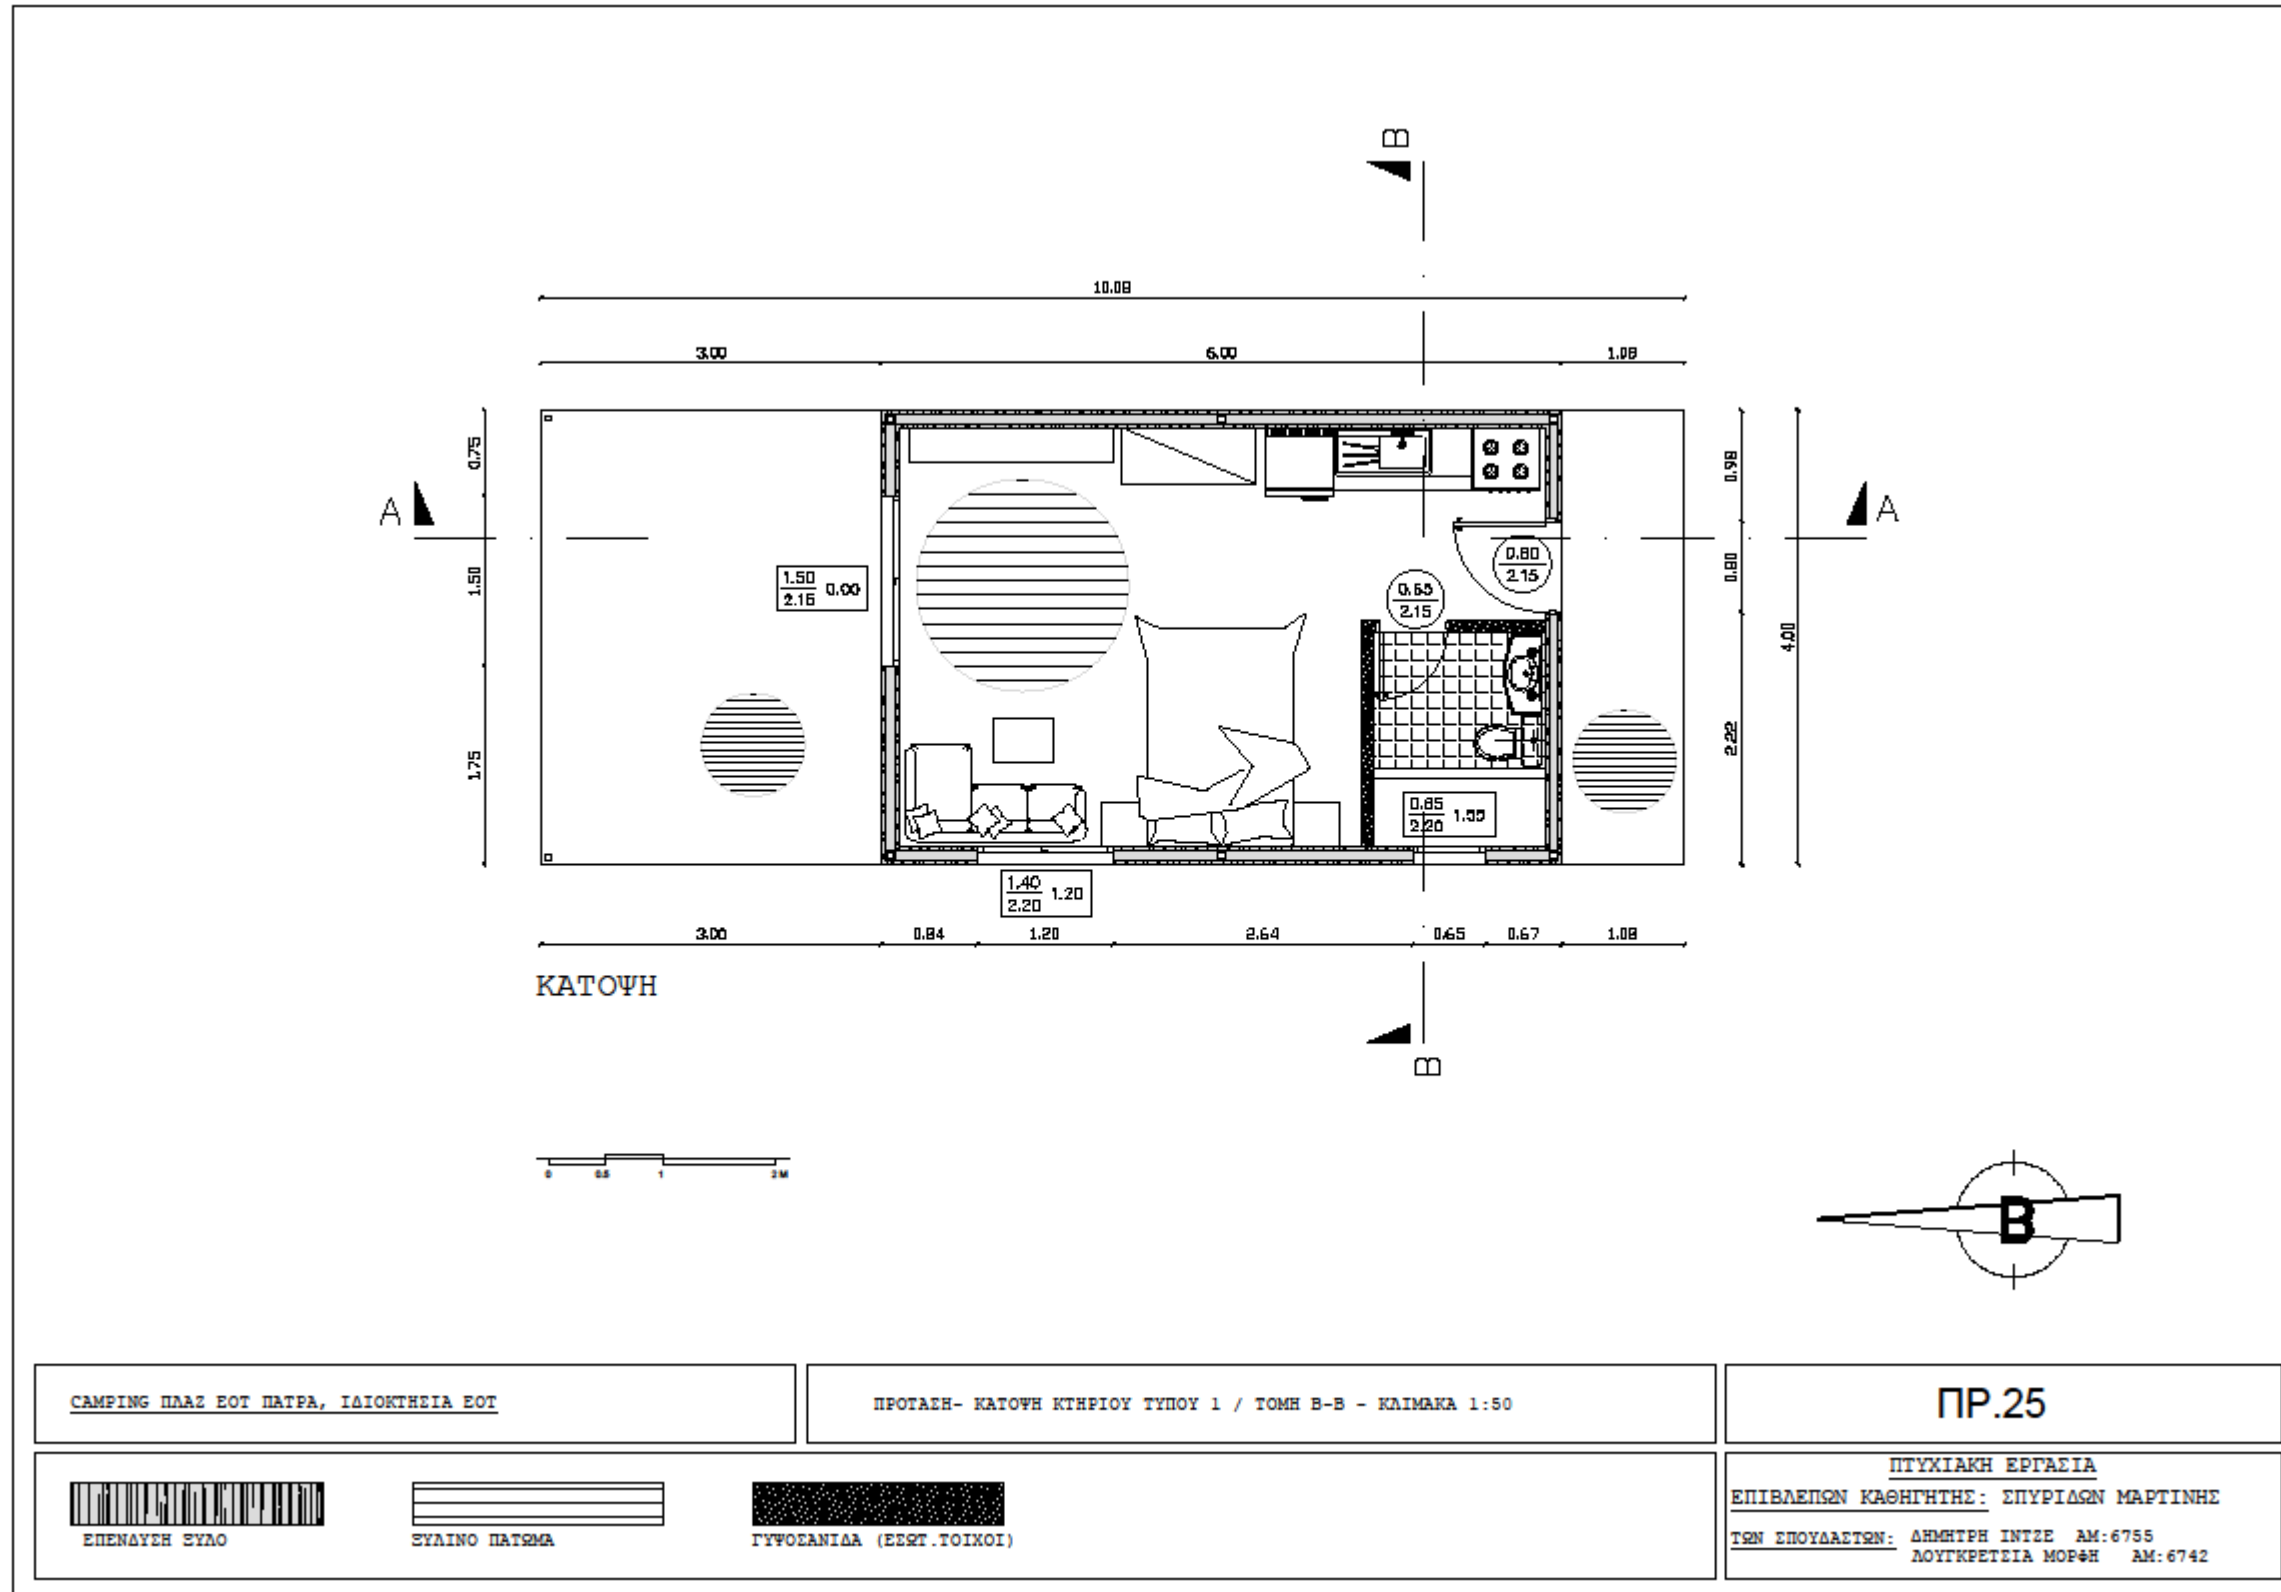 B
10.08
3.00 6.00 1.08
0.75
0.98
A
A
1.50
2.15 0.00
0.80
2.15
0.65
2.15
1.50
0.80
4.00
1.75
2.22
0.65
2.20
1.40
2.20 1.20
3.00 0.84 1.20 2.64 0.65 0.67 1.08
ΚΑΤΟΨΗ
B
0 0.5 1 2M
B
CAMPING ΠΛΑΖ ΕΟΤ ΠΑΤΡΑ, ΙΔΙΟΚΤΗΣΙΑ ΕΟΤ
ΠΡΟΤΑΣΗ- ΚΑΤΟΨΗ ΚΤΗΡΙΟΥ ΤΥΠΟΥ 1 / ΤΟΜΗ Β-Β - ΚΛΙΜΑΚΑ 1:50
ΠΡ.25
ΕΠΕΝΔΥΣΗ ΞΥΛΟ
ΞΥΛΙΝΟ ΠΑΤΩΜΑ
ΓΥΨΟΣΑΝΙΔΑ (ΕΣΩΤ.ΤΟΙΧΟΙ)
ΠΤΥΧΙΑΚΗ ΕΡΓΑΣΙΑ
ΕΠΙΒΛΕΠΩΝ ΚΑΘΗΓΗΤΗΣ: ΣΠΥΡΙΔΩΝ ΜΑΡΤΙΝΗΣ
ΤΩΝ ΣΠΟΥΔΑΣΤΩΝ: ΔΗΜΗΤΡΗ ΙΝΤΖΕ ΑΜ:6755
ΛΟΥΓΚΡΕΤΣΙΑ ΜΟΡΦΗ ΑΜ:6742